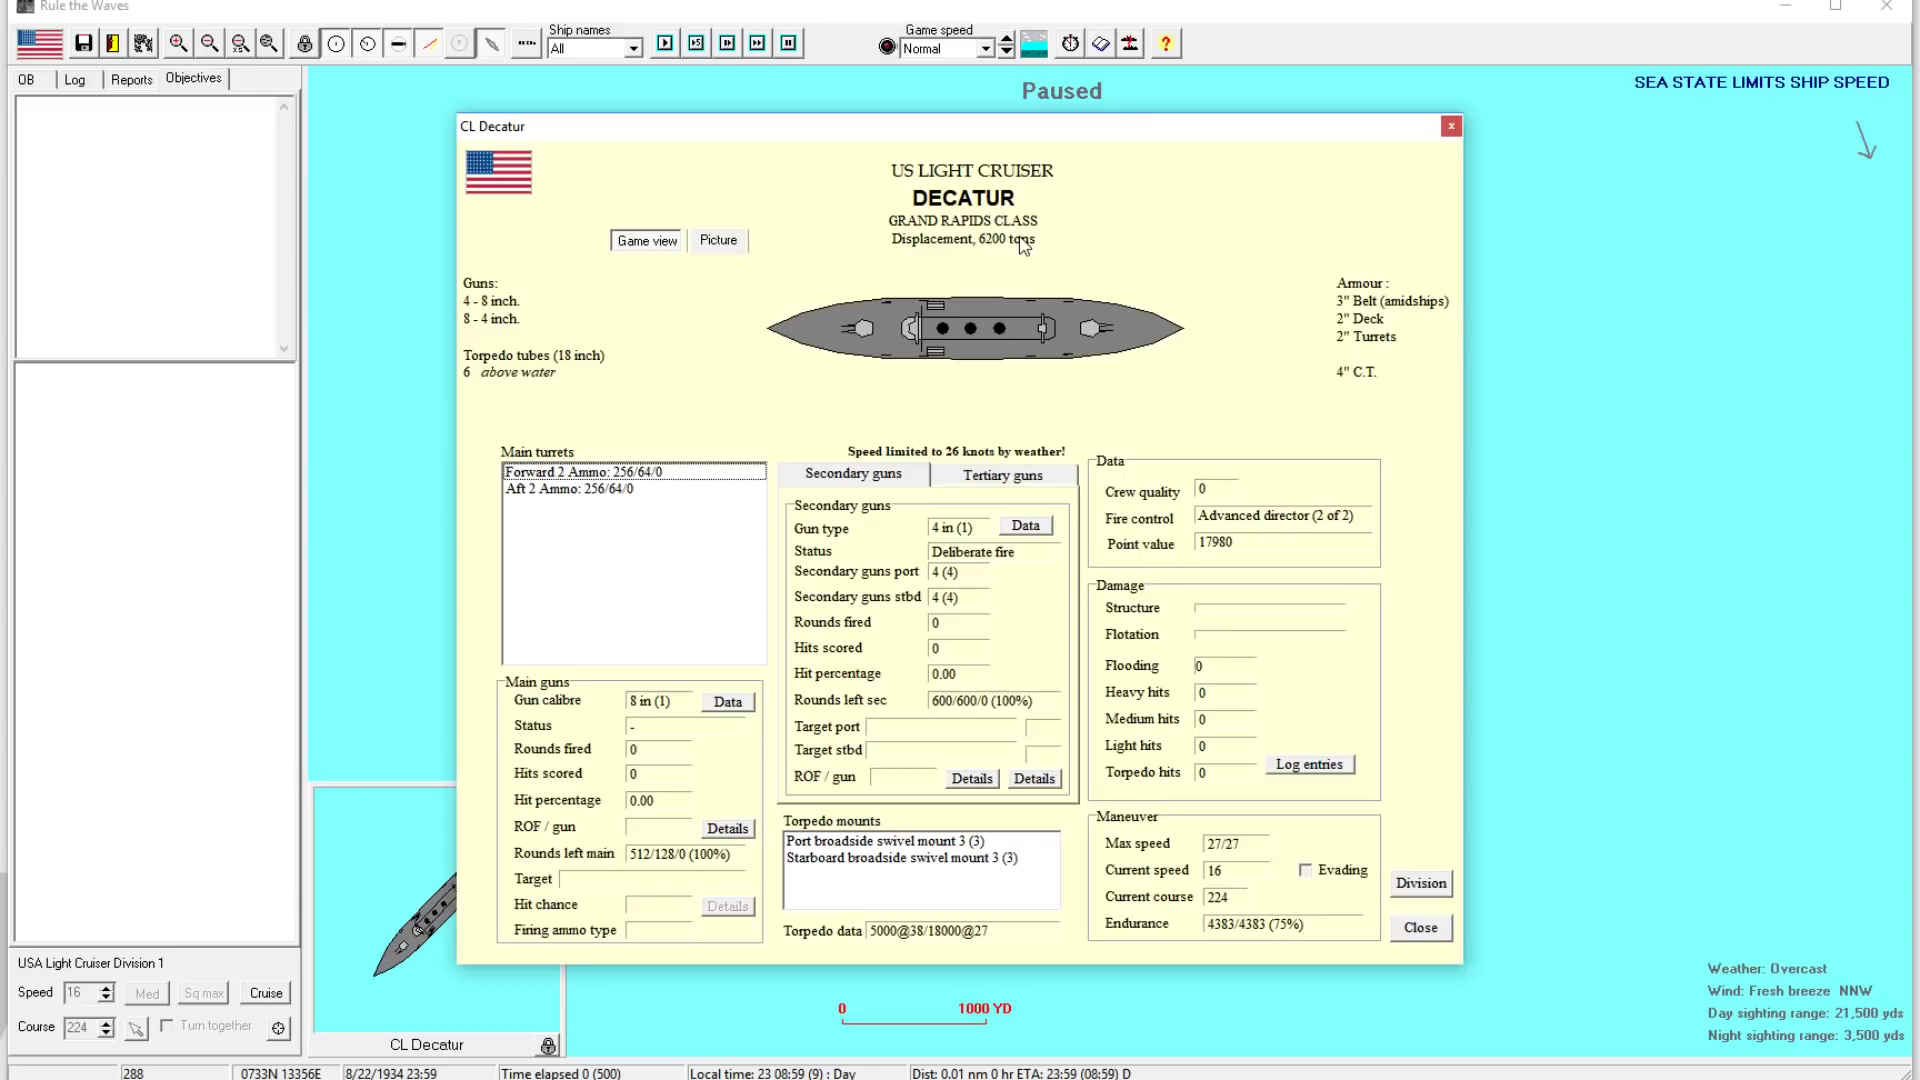 Rule the Waves
Ship names
All
Game speed
Normal
?
OB Log Reports Objectives
Paused
SEA STATE LIMITS SHIP SPEED
CL Decatur
x
US LIGHT CRUISER
DECATUR
GRAND RAPIDS CLASS
Displacement, 6200 tons
Game view Picture
Guns:
4 - 8 inch.
8 - 4 inch.
Torpedo tubes (18 inch)
6 above water
Armour :
3" Belt (amidships)
2" Deck
2" Turrets
4" C.T.
Main turrets
Forward 2 Ammo: 256/64/0
Aft 2 Ammo: 256/64/0
Main guns
Gun calibre 8 in (1) Data
Status -
Rounds fired 0
Hits scored 0
Hit percentage 0.00
ROF / gun Details
Rounds left main 512/128/0 (100%)
Target
Hit chance Details
Firing ammo type
Speed limited to 26 knots by weather!
Secondary guns Tertiary guns
Secondary guns
Gun type 4 in (1) Data
Status Deliberate fire
Secondary guns port 4 (4)
Secondary guns stbd 4 (4)
Rounds fired 0
Hits scored 0
Hit percentage 0.00
Rounds left sec 600/600/0 (100%)
Target port
Target stbd
ROF / gun Details Details
Torpedo mounts
Port broadside swivel mount 3 (3)
Starboard broadside swivel mount 3 (3)
Torpedo data 5000@38/18000@27
Data
Crew quality 0
Fire control Advanced director (2 of 2)
Point value 17980
Damage
Structure
Flotation
Flooding 0
Heavy hits 0
Medium hits 0
Light hits 0
Torpedo hits 0
Log entries
Maneuver
Max speed 27/27
Current speed 16 Evading
Current course 224
Endurance 4383/4383 (75%)
Division
Close
USA Light Cruiser Division 1
Speed 16 Med Sq max Cruise
Course 224 Turn together
CL Decatur
0 1000 YD
Weather: Overcast
Wind: Fresh breeze NNW
Day sighting range: 21,500 yds
Night sighting range: 3,500 yds
288 0733N 13356E 8/22/1934 23:59 Time elapsed 0 (500) Local time: 23 08:59 (9) : Day Dist: 0.01 nm 0 hr ETA: 23:59 (08:59) D